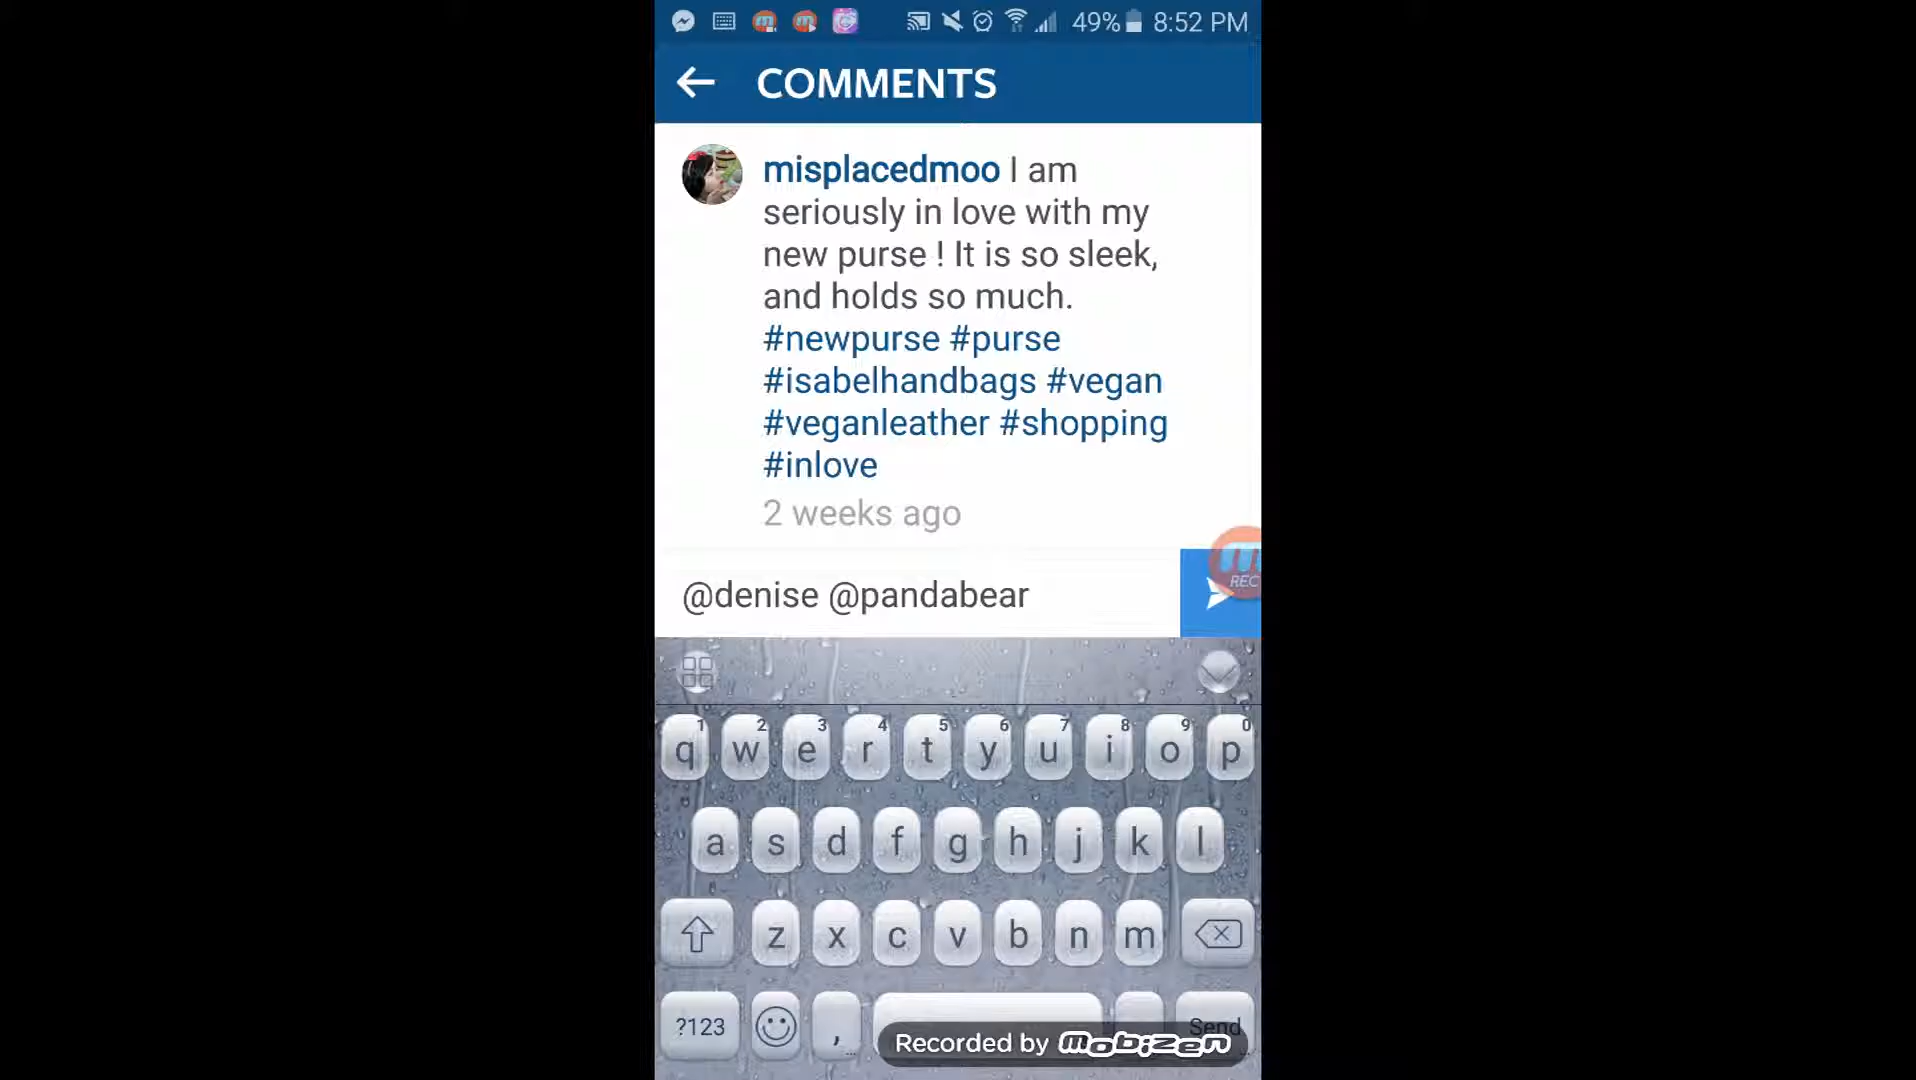 49% 8:52 PM
COMMENTS
misplacedmoo I am
seriously in love with my
new purse ! It is so sleek,
and holds so much.
#newpurse #purse
#isabelhandbags #vegan
#veganleather #shopping
#inlove
2 weeks ago
@denise @pandabear
REC
1 2 3 4 5 6 7 8 9 0
q w e r t y u i o p
a s d f g h j k l
z x c v b n m
?123 , Send
Recorded by Mobizen